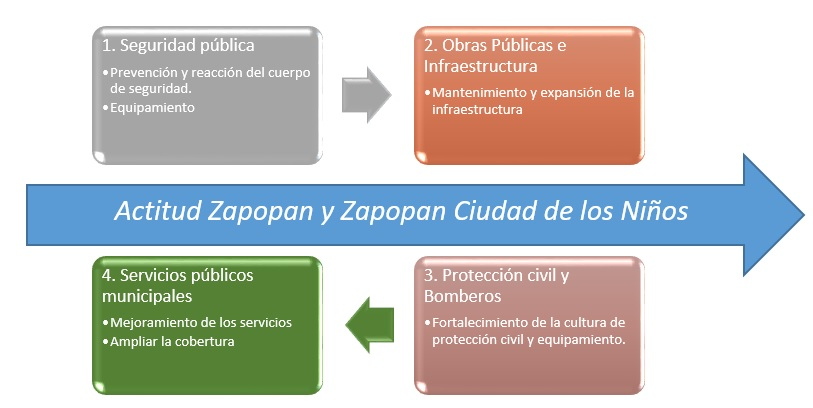 1. Seguridad pública
•Prevención y reacción del cuerpo
de seguridad.
•Equipamiento
2. Obras Públicas e
Infraestructura
•Mantenimiento y expansión de la
infraestructura
Actitud Zapopan y Zapopan Ciudad de los Niños
4. Servicios públicos
municipales
•Mejoramiento de los servicios
•Ampliar la cobertura
3. Protección civil y
Bomberos
•Fortalecimiento de la cultura de
protección civil y equipamiento.